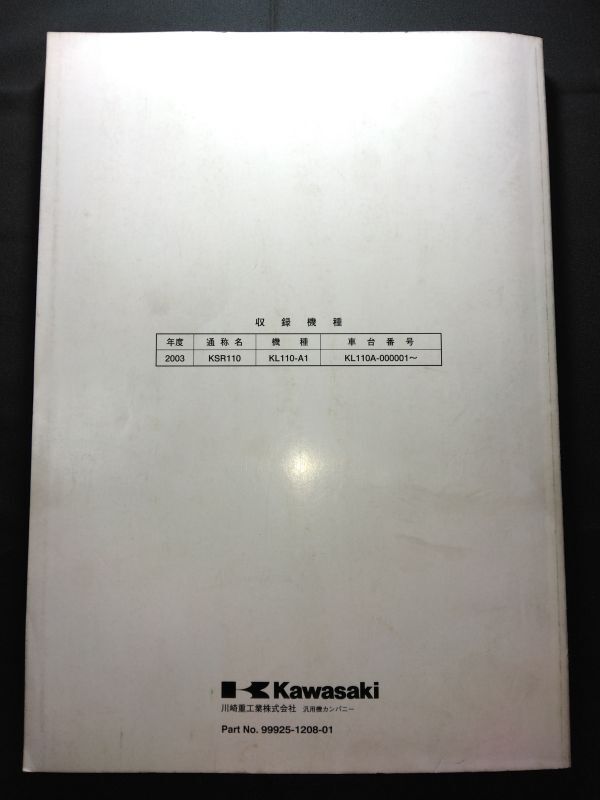 収録機種
年度 通称名 機種 車台番号
2003 KSR110 KL110-A1 KL110A-000001～
Kawasaki
川崎重工業株式会社 汎用機カンパニー
Part No. 99925-1208-01